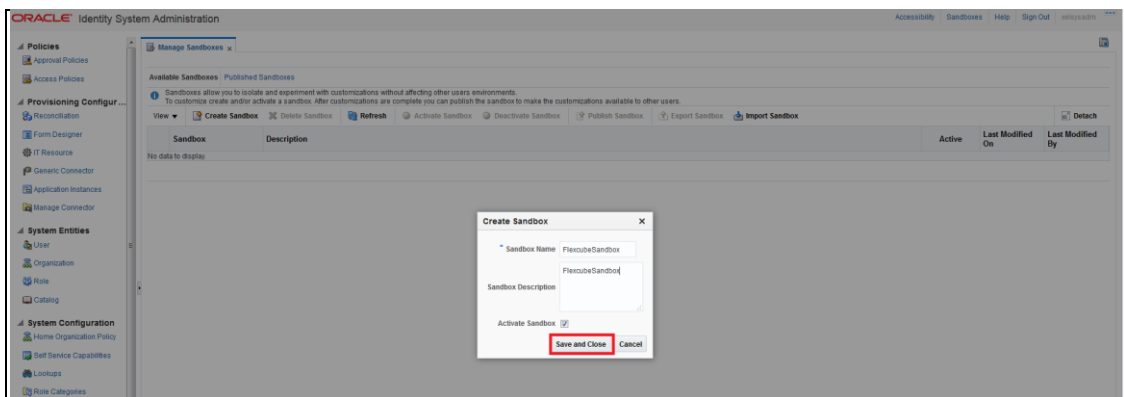 ORACLE® Identity System Administration
Accessibility Sandboxes Help Sign Out xelsysadm
Policies
Approval Policies
Access Policies
Provisioning Configur...
Reconciliation
Form Designer
IT Resource
Generic Connector
Application Instances
Manage Connector
System Entities
User
Organization
Role
Catalog
System Configuration
Home Organization Policy
Self Service Capabilities
Lookups
Role Categories
Manage Sandboxes x
Available Sandboxes Published Sandboxes
Sandboxes allow you to isolate and experiment with customizations without affecting other users environments.
To customize create and/or activate a sandbox. After customizations are complete you can publish the sandbox to make the customizations available to other users.
View Create Sandbox Delete Sandbox Refresh Activate Sandbox Deactivate Sandbox Publish Sandbox Export Sandbox Import Sandbox Detach
Sandbox Description Active Last Modified On Last Modified By
No data to display
Create Sandbox x
* Sandbox Name FlexcubeSandbox
Sandbox Description FlexcubeSandbox
Activate Sandbox
Save and Close Cancel